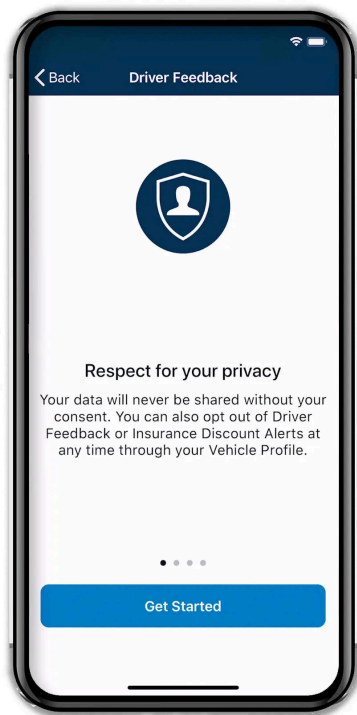 Back
Driver Feedback
Respect for your privacy
Your data will never be shared without your
consent. You can also opt out of Driver
Feedback or Insurance Discount Alerts at
any time through your Vehicle Profile.
Get Started